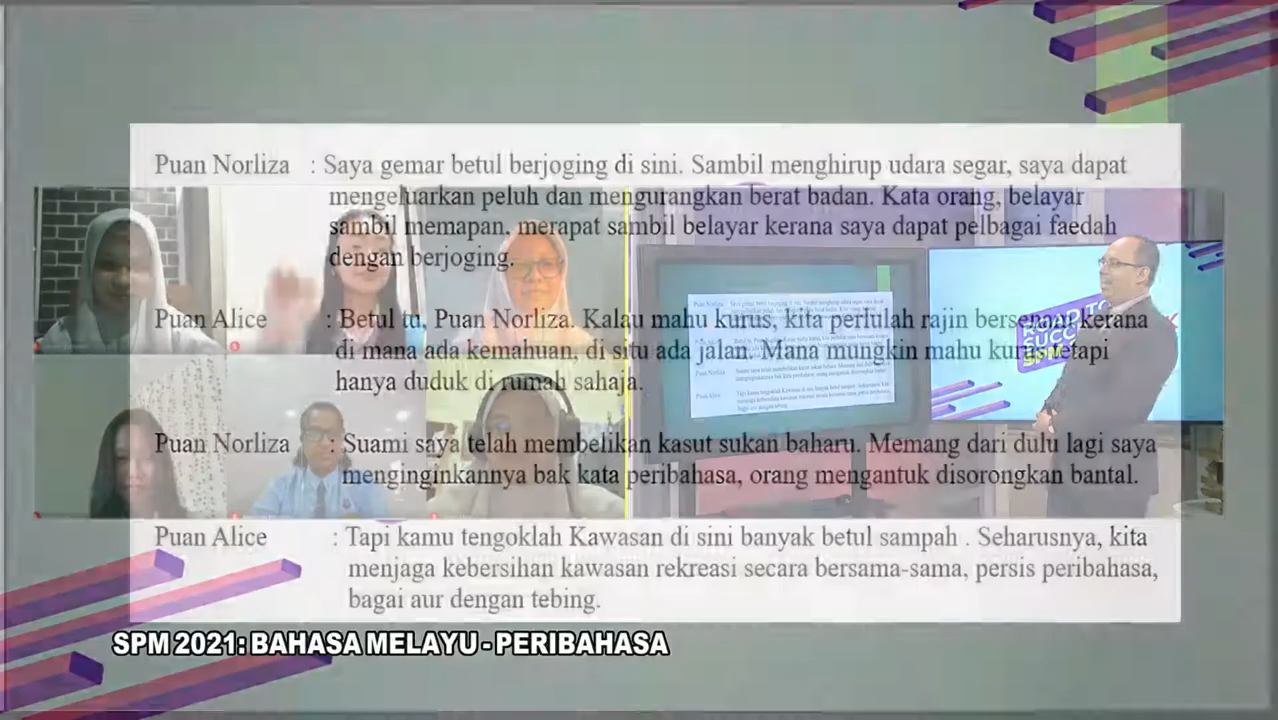 Puan Norliza : Saya gemar betul berjoging di sini. Sambil menghirup udara segar, saya dapat
mengeluarkan peluh dan mengurangkan berat badan. Kata orang, belayar
sambil memapan, merapat sambil belayar kerana saya dapat pelbagai faedah
dengan berjoging.
Puan Alice : Betul tu, Puan Norliza. Kalau mahu kurus, kita perlulah rajin bersenam kerana
di mana ada kemahuan, di situ ada jalan. Mana mungkin mahu kurus tetapi
hanya duduk di rumah sahaja.
Puan Norliza : Suami saya telah membelikan kasut sukan baharu. Memang dari dulu lagi saya
menginginkannya bak kata peribahasa, orang mengantuk disorongkan bantal.
Puan Alice : Tapi kamu tengoklah Kawasan di sini banyak betul sampah . Seharusnya, kita
menjaga kebersihan kawasan rekreasi secara bersama-sama, persis peribahasa,
bagai aur dengan tebing.
ROAD TO
SUCCESS
SPM
SPM 2021: BAHASA MELAYU - PERIBAHASA